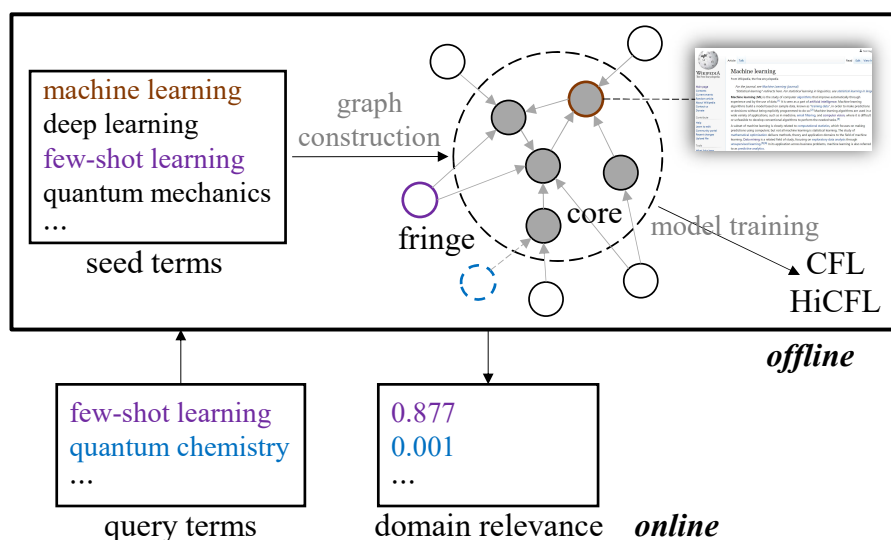 machine learning
deep learning
few-shot learning
quantum mechanics
...
seed terms
graph
construction
fringe
core
Machine learning
model training
CFL
HiCFL
offline
few-shot learning
quantum chemistry
...
query terms
0.877
0.001
...
domain relevance
online